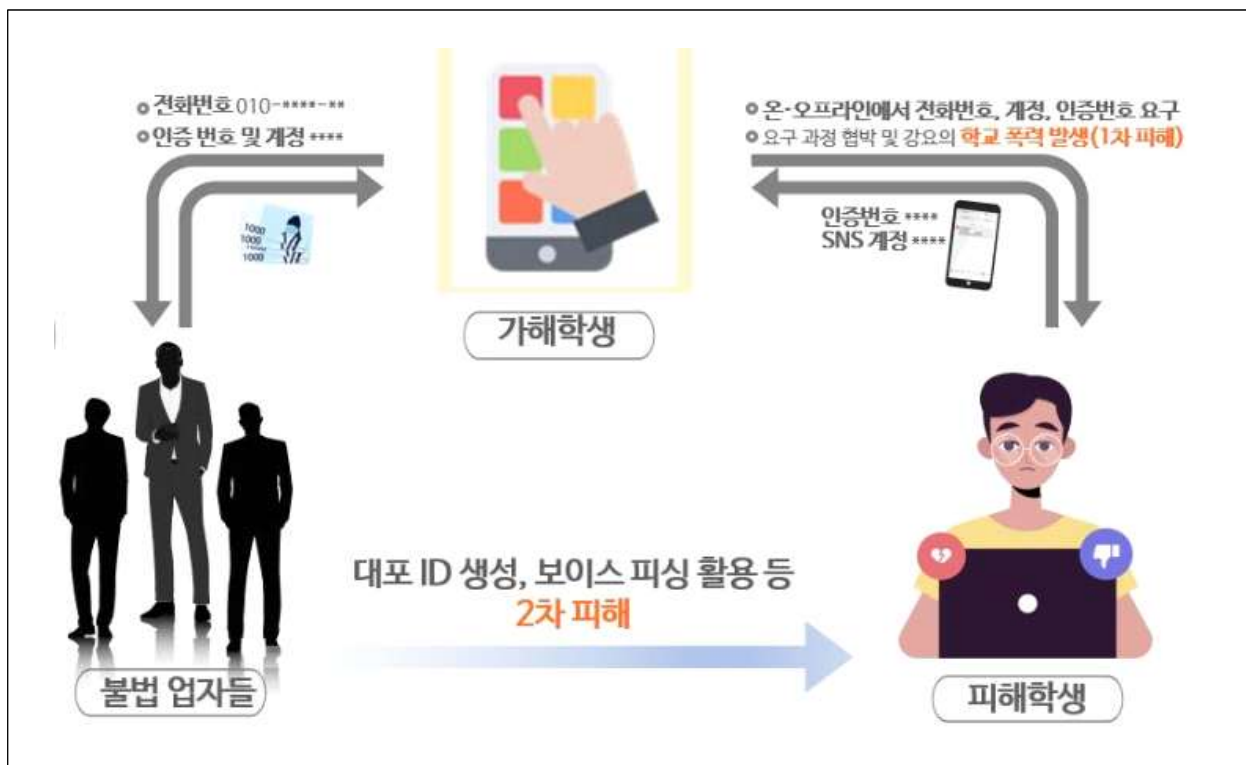 전화번호 010-****-**
인증 번호 및 계정 ****
온·오프라인에서 전화번호, 계정, 인증번호 요구
요구 과정 협박 및 강요의 학교 폭력 발생(1차 피해)
1000
1000
1000
인증번호 ****
SNS 계정 ****
가해학생
대포 ID 생성, 보이스 피싱 활용 등
2차 피해
불법 업자들
피해학생